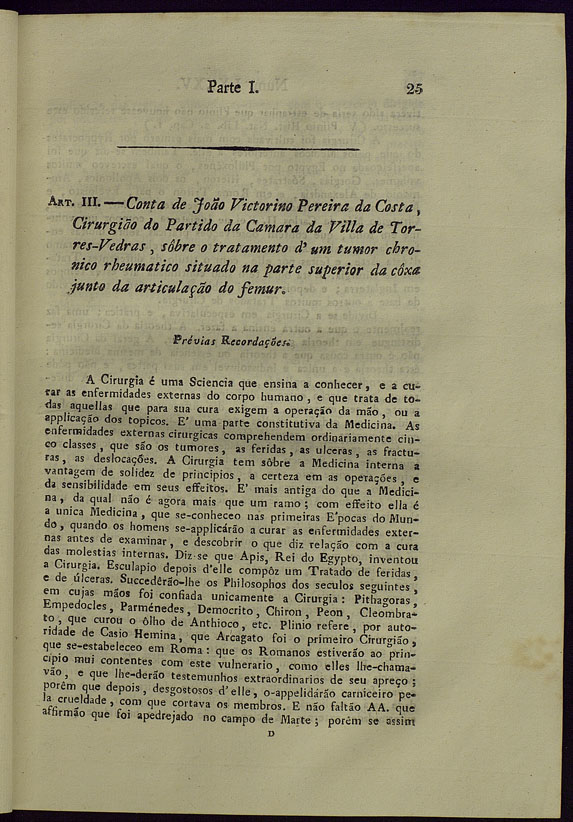 Parte I.
25
ART. III. — Conta de João Victorino Pereira da Costa,
Cirurgião do Partido da Camara da Villa de Tor-
res-Vedras, sôbre o tratamento d'um tumor chro-
nico rheumatico situado na parte superior da côxa
junto da articulação do femur.
Prévias Recordações.
A Cirurgia é uma Sciencia que ensina a conhecer, e a cu-
rar as enfermidades externas do corpo humano, e que trata de to-
das aquellas que para sua cura exigem a operação da mão, ou a
applicação dos topicos. E' uma parte constitutiva da Medicina. As
enfermidades externas cirurgicas comprehendem ordinariamente cin-
co classes, que são os tumores, as feridas, as ulceras, as fractu-
ras, as deslocações. A Cirurgia tem sôbre a Medicina interna a
vantagem de solidez de principios, a certeza em as operações, e
da sensibilidade em seus effeitos. E' mais antiga do que a Medici-
na, da qual não é agora mais que um ramo; com effeito ella é
a unica Medicina, que se-conheceo nas primeiras E'pocas do Mun-
do, quando os homens se-applicárão a curar as enfermidades exter-
nas antes de examinar, e descobrir o que diz relação com a cura
das molestias internas. Diz-se que Apis, Rei do Egypto, inventou
a Cirurgia. Esculapio depois d'elle compôz um Tratado de feridas,
e de úlceras. Succedêrão-lhe os Philosophos dos seculos seguintes,
em cujas mãos foi confiada unicamente a Cirurgia: Pithagoras,
Empedocles, Parménedes, Democrito, Chiron, Peon, Cleombra-
to, que curou o ôlho de Anthioco, etc. Plinio refere, por auto-
ridade de Casio Hemina, que Arcagato foi o primeiro Cirurgião,
que se-estabeleceo em Roma: que os Romanos estiverão ao prin-
cipio mui contentes com este vulnerario, como elles lhe-chama-
vão, e que lhe-derão testemunhos extraordinarios de seu apreço;
porém que depois, desgostosos d'elle, o-appelidárão carniceiro pe-
la crueldade, com que cortava os membros. E não faltão AA. que
affirmão que foi apedrejado no campo de Marte; porém se assim
D